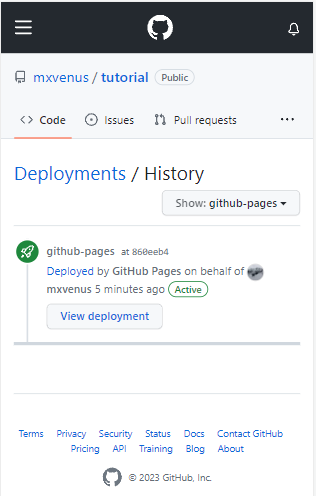 mxvenus / tutorial Public
Code Issues Pull requests
Deployments / History
Show: github-pages
github-pages at 860eeb4
Deployed by GitHub Pages on behalf of
mxvenus 5 minutes ago Active
View deployment
Terms Privacy Security Status Docs Contact GitHub
Pricing API Training Blog About
© 2023 GitHub, Inc.